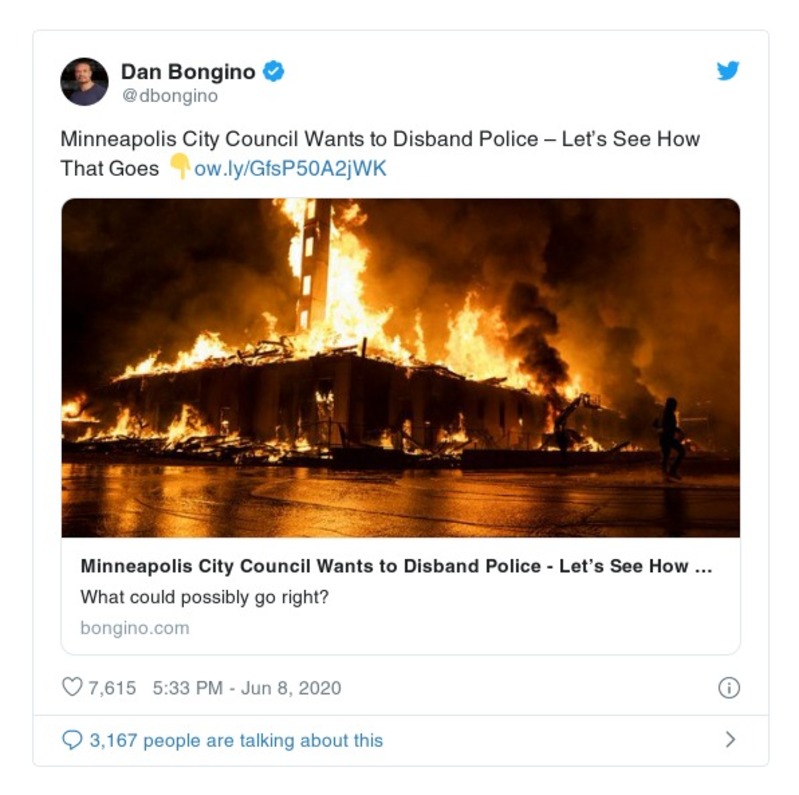 Dan Bongino
@dbongino
Minneapolis City Council Wants to Disband Police – Let’s See How
That Goes 👇ow.ly/GfsP50A2jWK
Minneapolis City Council Wants to Disband Police - Let’s See How ...
What could possibly go right?
bongino.com
7,615 5:33 PM - Jun 8, 2020
3,167 people are talking about this